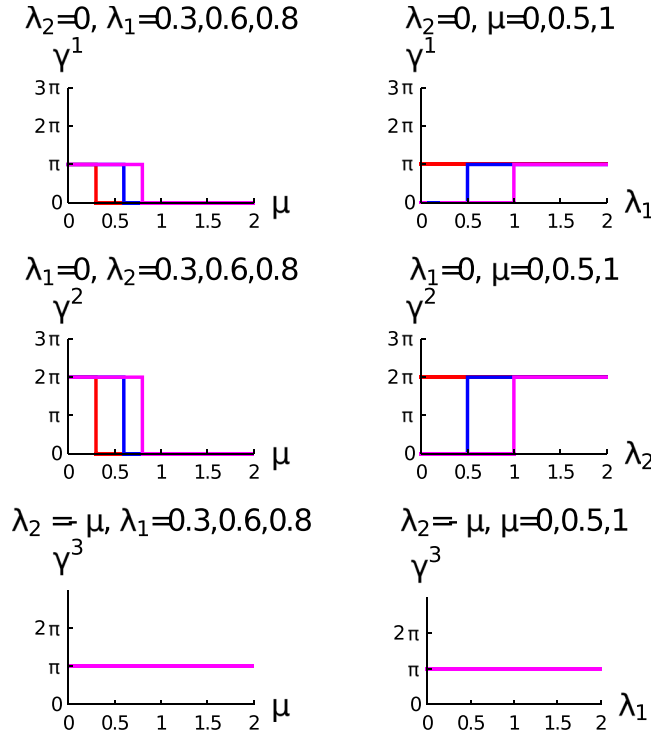 λ₂=0, λ₁=0.3,0.6,0.8
γ¹
3π
2π
π
0
0 0.5 1 1.5 2
μ
λ₂=0, μ=0,0.5,1
γ¹
3π
2π
π
0
0 0.5 1 1.5 2
λ₁
λ₁=0, λ₂=0.3,0.6,0.8
γ²
3π
2π
π
0
0 0.5 1 1.5 2
μ
λ₁=0, μ=0,0.5,1
γ²
3π
2π
π
0
0 0.5 1 1.5 2
λ₂
λ₂ =- μ, λ₁=0.3,0.6,0.8
γ³
2π
π
0
0 0.5 1 1.5 2
μ
λ₂=- μ, μ=0,0.5,1
γ³
2π
π
0
0 0.5 1 1.5 2
λ₁